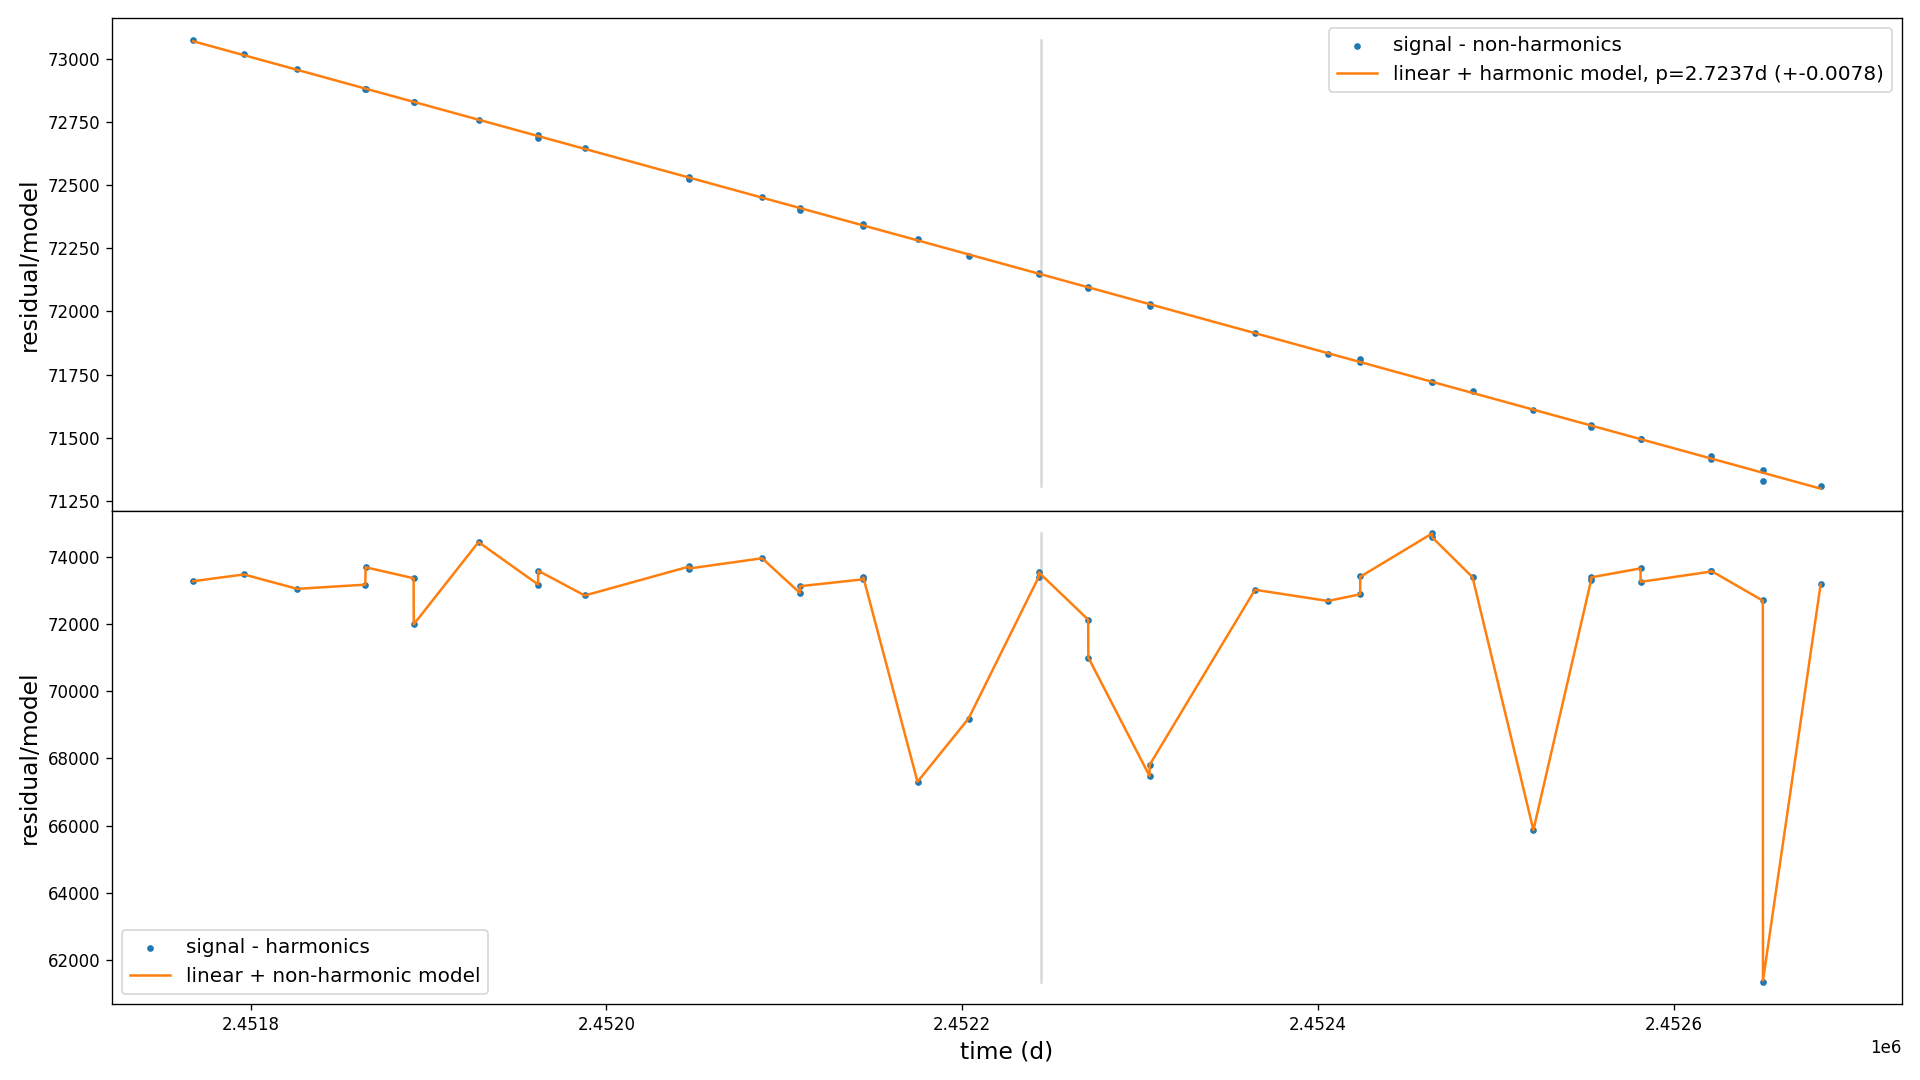 signal - non-harmonics
linear + harmonic model, p=2.7237d (+-0.0078)
residual/model
73000
72750
72500
72250
72000
71750
71500
71250
residual/model
74000
72000
70000
68000
66000
64000
62000
signal - harmonics
linear + non-harmonic model
2.4518
2.4520
2.4522
2.4524
2.4526
1e6
time (d)